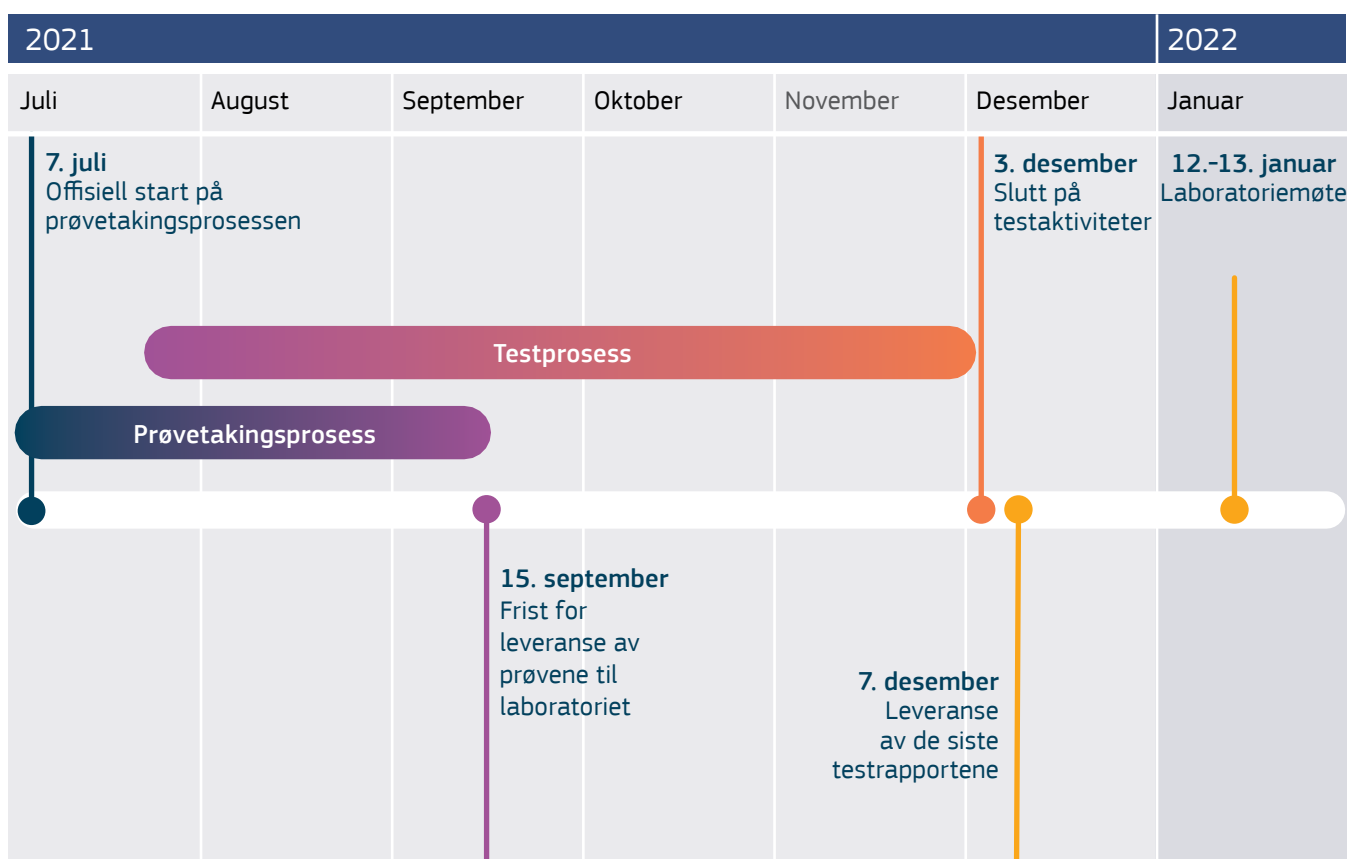 2021
2022
Juli
August
September
Oktober
November
Desember
Januar
7. juli
Offisiell start på
prøvetakingsprosessen
3. desember
Slutt på
testaktiviteter
12.-13. januar
Laboratoriemøte
Testprosess
Prøvetakingsprosess
15. september
Frist for
leveranse av
prøvene til
laboratoriet
7. desember
Leveranse
av de siste
testrapportene